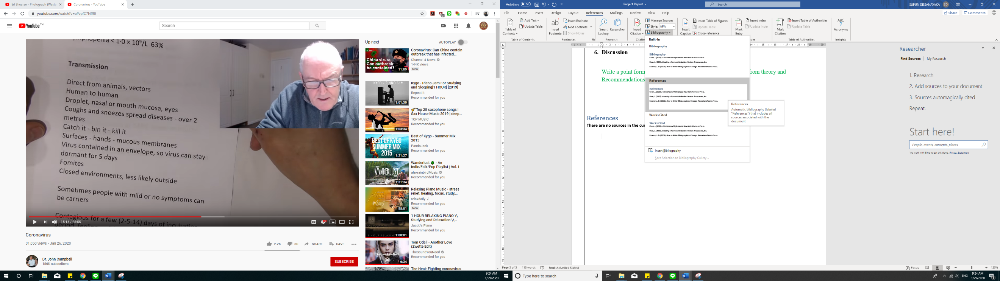 Ed Sheeran - Photograph (West
Coronavirus - YouTube
youtube.com/watch?v=aPvpfC7NfR0
YouTube TH
Search
Transmission
Direct from animals, vectors
Human to human
Droplet, nasal or mouth mucosa, eyes
Coughs and sneezes spread diseases - over 2
metres
Catch it - bin it - kill it
Surfaces - hands - mucous membranes
Virus contained in an envelope, so virus can stay
dormant for 5 days
Fomites
Closed environments, less likely outside
Sometimes people with mild or no symptoms can
be carriers
Contagious for a few (2-5-14) days of
15:14 / 28:55
Coronavirus
31,050 views • Jan 26, 2020
2.2K
30
SHARE
SAVE
Dr. John Campbell
186K subscribers
SUBSCRIBE
Up next
AUTOPLAY
China virus:
Can outbreak
be contained?
11:09
Coronavirus: Can China contain
outbreak that has infected...
Channel 4 News
144K views
New
KYGO - PIANO JAM
1:01:30
Kygo - Piano Jam For Studying
and Sleeping[1 HOUR] [2019]
Repeat It
Recommended for you
1:03:34
Top 20 saxophone songs |
Sax House Music 2019 | deep...
TOP MUSIC
Recommended for you
BEST OF KYGO
SUMMER MIX
2015
1:21:27
Best of Kygo - Summer Mix
2015
PandaJack
Recommended for you
WANDERLUST
1:31:34
Wanderlust - An
Indie/Folk/Pop Playlist | Vol. I
alexrainbirdMusic
Recommended for you
#2005
58:01
Relaxing Piano Music • stress
relief, healing, focus, study,...
relaxdaily
Recommended for you
New
1 HOUR RELAXING
1:00:01
1 HOUR RELAXING PIANO \\
Studying and Relaxation \\...
Jacob's Piano
Recommended for you
TheSoundYouNeed
6:34
Tom Odell - Another Love
(Zwette Edit)
TheSoundYouNeed
Recommended for you
The Heat: Fighting coronavirus
9:24 AM
1/29/2020
AutoSave Off
Project Report
Search
SUPUN DISSANAYAKA
SD
File Home Insert Design Layout References Mailings Review View Help
Share
Comments
Table of
Contents
Add Text
Update Table
Table of Contents
Insert
Footnote
Insert Endnote
Next Footnote
Show Notes
Footnotes
Smart
Lookup
Researcher
Research
Insert
Citation
Manage Sources
Style: APA
Bibliography
Insert
Caption
Insert Table of Figures
Update Table
Cross-reference
Mark
Entry
Insert Index
Update Index
Mark
Citation
Insert Table of Authorities
Update Table
Table of Authorities
ABC
?
Acronyms
Insights
Built-In
Bibliography
Bibliography
Chen, J. (2003). Citations and References. New York: Contoso Press.
Haas, J. (2005). Creating a Formal Publication. Boston: Proseware, Inc.
Kramer, J. D. (2006). How to Write Bibliographies. Chicago: Adventure Works Press.
References
References
Chen, J. (2003). Citations and References. New York: Contoso Press.
Haas, J. (2005). Creating a Formal Publication. Boston: Proseware, Inc.
Kramer, J. D. (2006). How to Write Bibliographies. Chicago: Adventure Works Press.
Works Cited
Works Cited
Chen, J. (2003). Citations and References. New York: Contoso Press.
Haas, J. (2005). Creating a Formal Publication. Boston: Proseware, Inc.
Kramer, J. D. (2006). How to Write Bibliographies. Chicago: Adventure Works Press.
Insert Bibliography
Save Selection to Bibliography Gallery...
References
Automatic bibliography (labeled
"References") that includes all
sources associated with the
document
6. Discussion
Write a point form
from theory and
Recommendations
References
There are no sources in the cur
Researcher
Find Sources
My Research
1. Research
2. Add sources to your document
3. Sources automagically cited
Repeat.
Start here!
People, events, concepts, places
We work with Bing to get this done. Privacy Statement
Page 3 of 3
118 words
English (United States)
Focus
120%
Type here to search
ENG
9:24 AM
1/29/2020